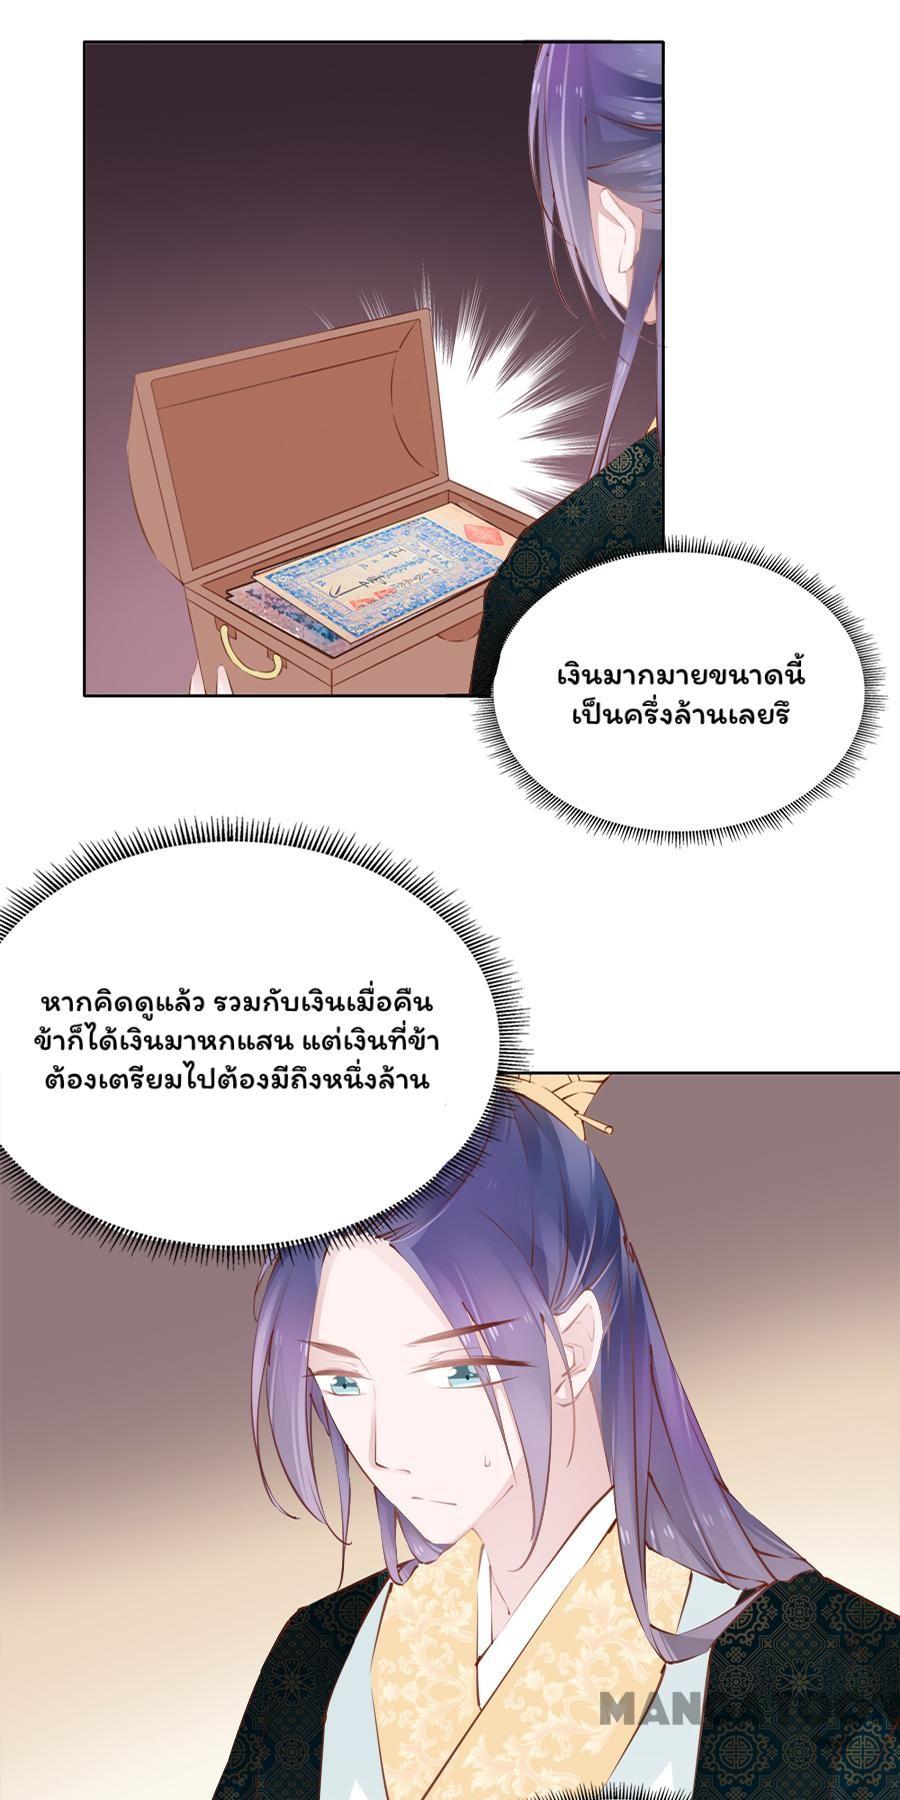 เงินมากมายขนาดนี้
เป็นครึ่งล้านเลยรึ
หากคิดดูแล้ว รวมกับเงินเมื่อคืน
ข้าก็ได้เงินมาหกแสน แต่เงินที่ข้า
ต้องเตรียมไปต้องมีถึงหนึ่งล้าน